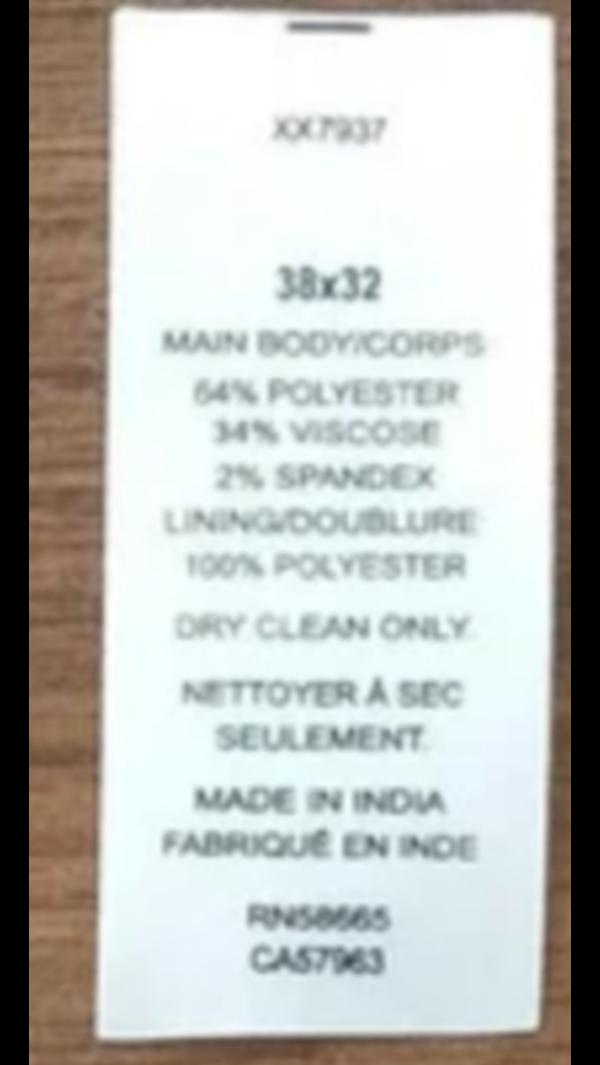 XX7937
38x32
MAIN BODY/CORPS
64% POLYESTER
34% VISCOSE
2% SPANDEX
LINING/DOUBLURE
100% POLYESTER
DRY CLEAN ONLY.
NETTOYER À SEC
SEULEMENT.
MADE IN INDIA
FABRIQUÉ EN INDE
RN58665
CA57963